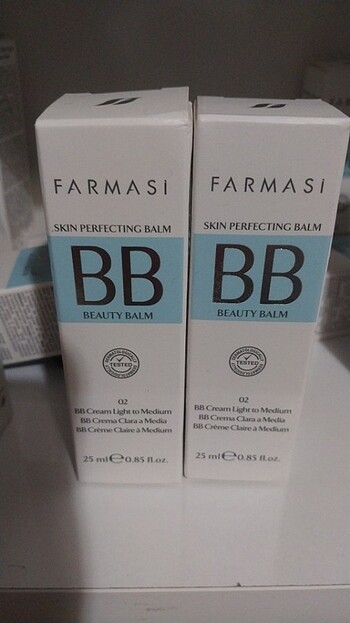 FARMASi
SKIN PERFECTING BALM
BB
BEAUTY BALM
TESTED
02
BB Cream Light to Medium
BB Crema Clara a Media
BB Crème Claire à Medium
25 ml ℮ 0.85 fl.oz.
FARMASi
SKIN PERFECTING BALM
BB
BEAUTY BALM
TESTED
02
BB Cream Light to Medium
BB Crema Clara a Media
BB Crème Claire à Medium
25 ml ℮ 0.85 fl.oz.